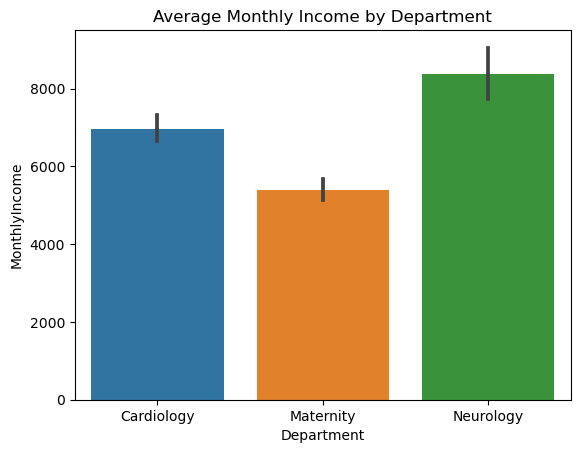 Average Monthly Income by Department
MonthlyIncome
8000
6000
4000
2000
0
Cardiology Maternity Neurology
Department